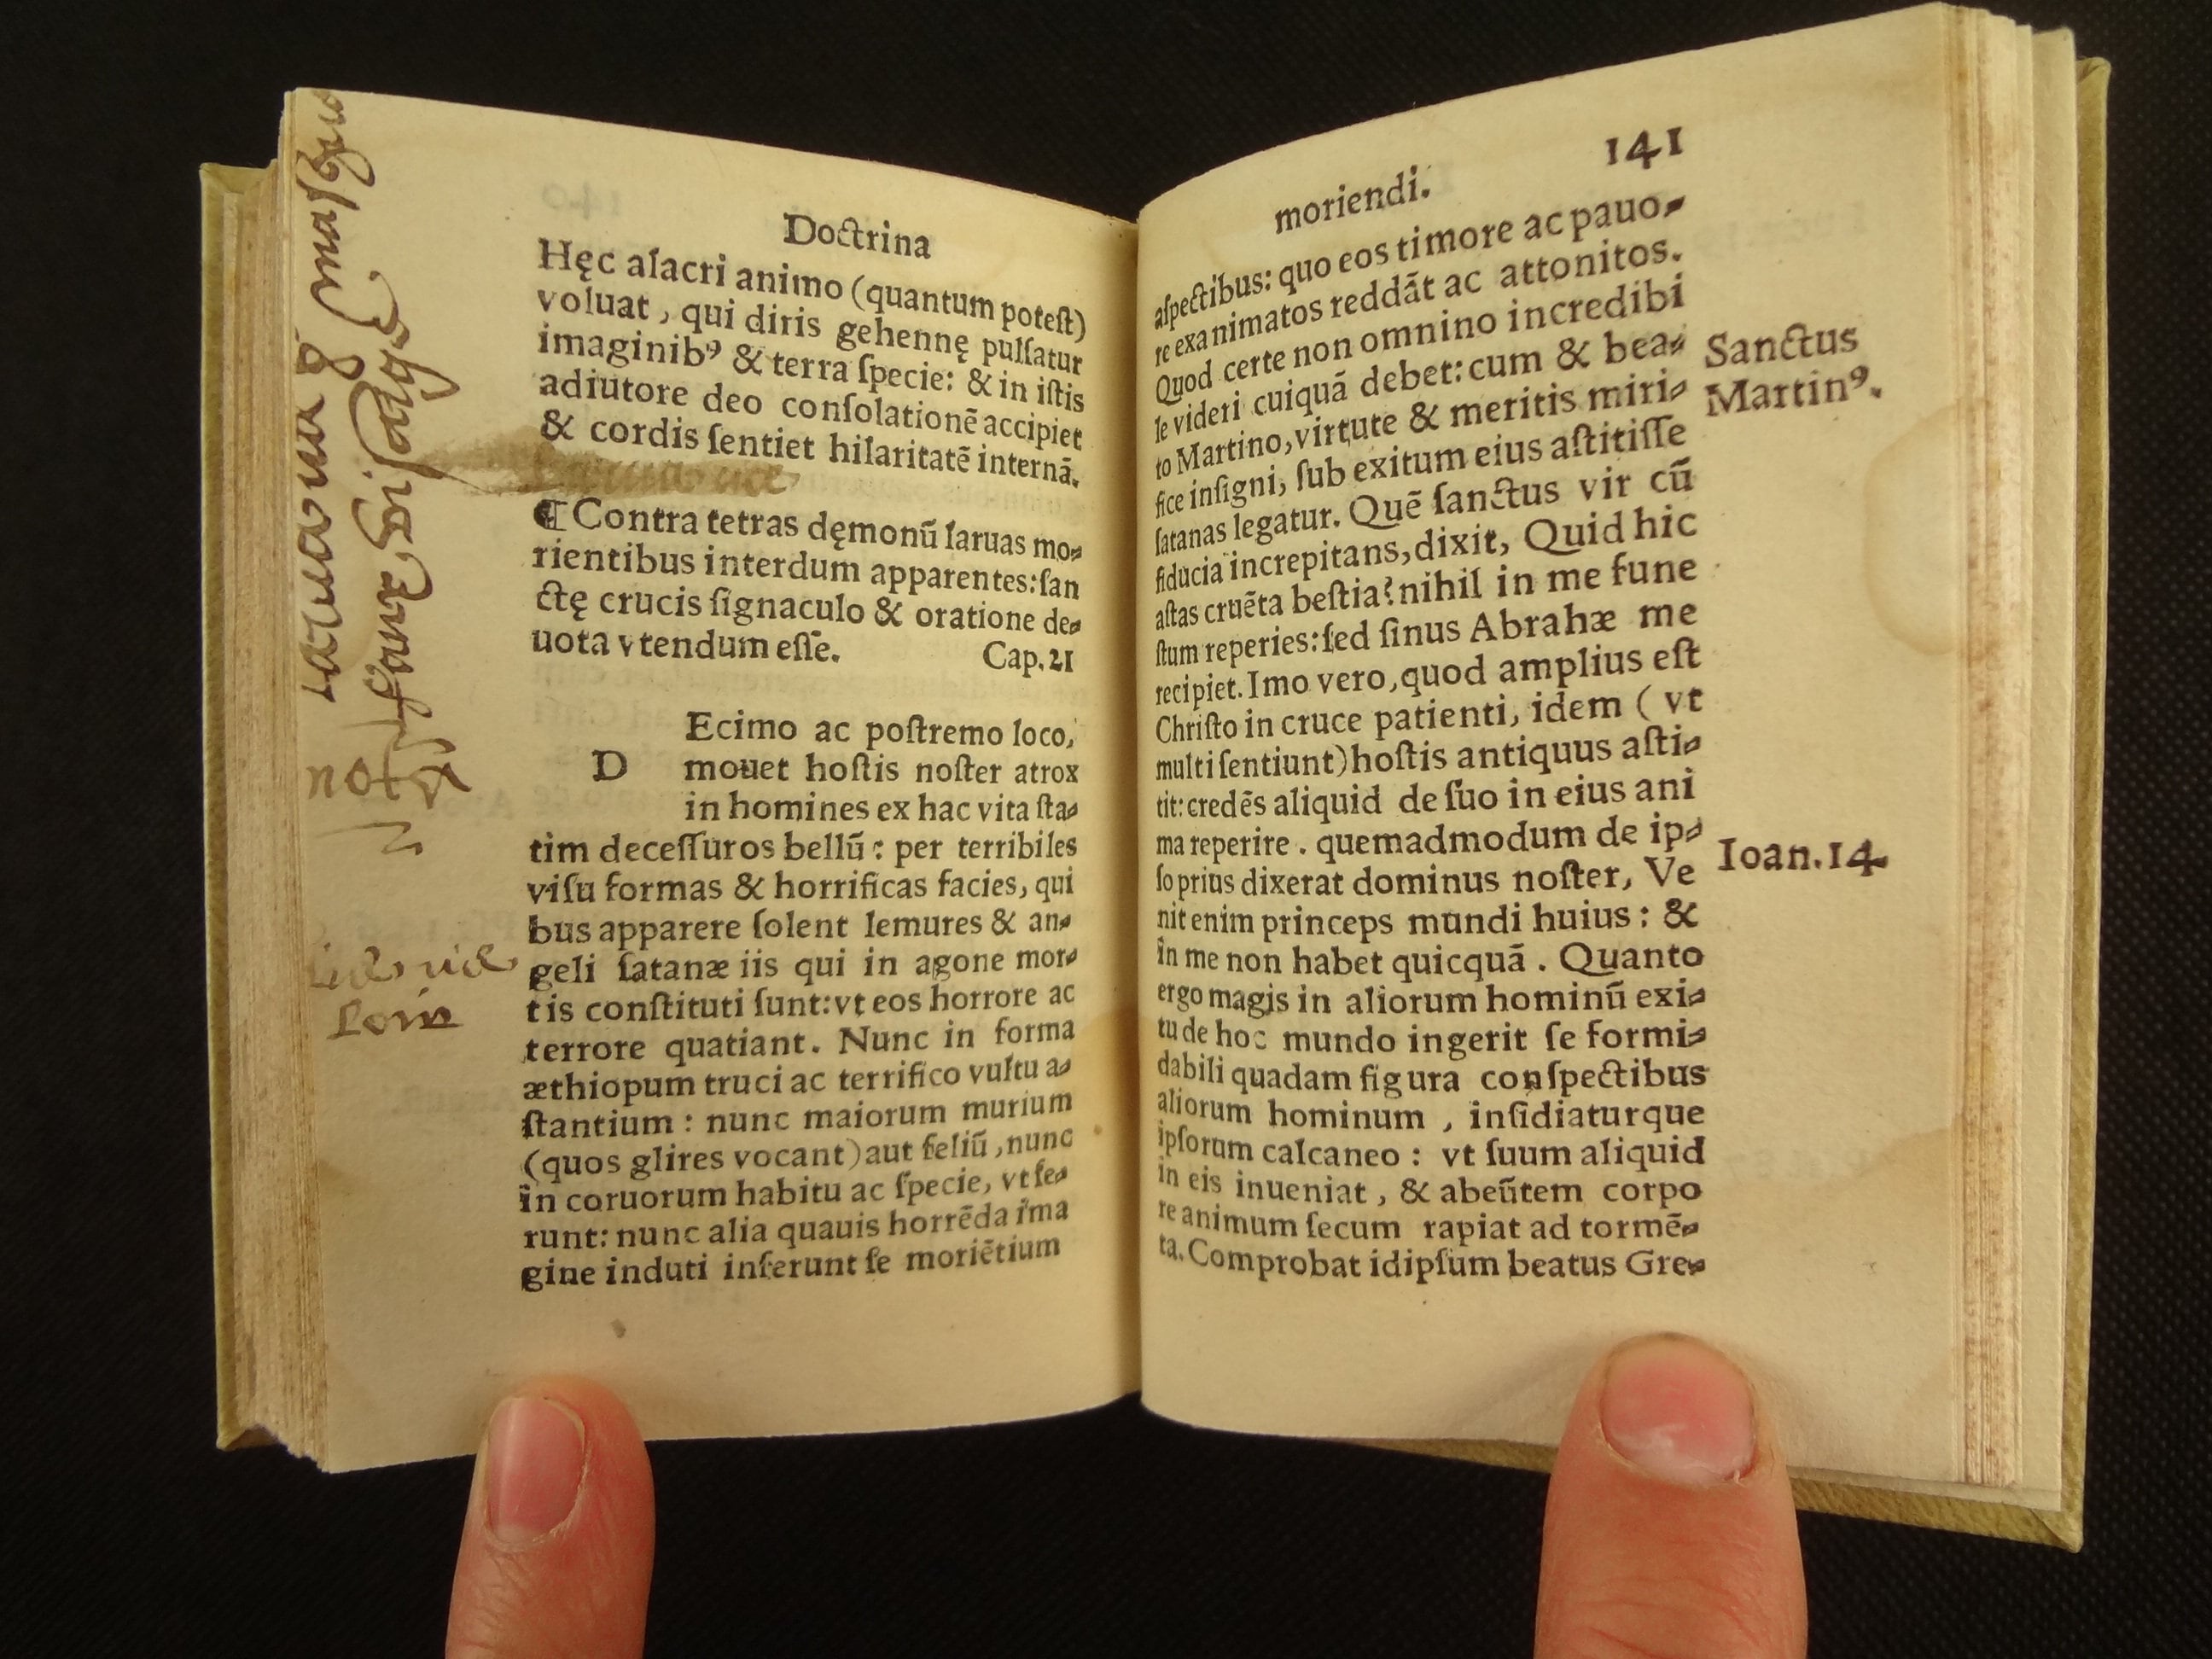 Doctrina
Hęc alacri animo (quantum poteſt)
voluat, qui diris gehennę pulſatur
imaginibꝰ & terra ſpecie: & in iſtis
adiutore deo conſolationē accipiet
& cordis ſentiet hilaritatē internā.
¶ Contra tetras dęmonū laruas mo-
rientibus interdum apparentes: ſan
ctę crucis ſignaculo & oratione de-
uota vtendum eſſe. Cap. 21
Ecimo ac poſtremo loco,
D mouet hoſtis noſter atrox
in homines ex hac vita ſta-
tim deceſſuros bellū: per terribiles
viſu formas & horrificas facies, qui
bus apparere ſolent lemures & an-
geli ſatanæ iis qui in agone mor-
tis conſtituti ſunt: vt eos horrore ac
terrore quatiant. Nunc in forma
æthiopum truci ac terrifico vultu a-
ſtantium: nunc maiorum murium
(quos glires vocant) aut feliū, nunc
in coruorum habitu ac ſpecie, vt fe-
runt: nunc alia quauis horrēda ima
gine induti inſerunt ſe moriētium
laruaua
not
moriendi. 141
aſpectibus: quo eos timore ac pauo-
re exanimatos reddāt ac attonitos.
Quod certe non omnino incredibi
le videri cuiquā debet: cum & bea-
to Martino, virtute & meritis miri-
fice inſigni, ſub exitum eius aſtitiſſe
ſatanas legatur. Quē ſanctus vir cū
fiducia increpitans, dixit, Quid hic
aſtas cruēta beſtia? nihil in me fune
ſtum reperies: ſed ſinus Abrahæ me
recipiet. Imo vero, quod amplius eſt
Chriſto in cruce patienti, idem (vt
multi ſentiunt) hoſtis antiquus aſti-
tit: credēs aliquid de ſuo in eius ani
ma reperire. quemadmodum de ip-
ſo prius dixerat dominus noſter, Ve
nit enim princeps mundi huius: &
in me non habet quicquā. Quanto
ergo magis in aliorum hominū exi-
tu de hoc mundo ingerit ſe formi-
dabili quadam figura conſpectibus
aliorum hominum, inſidiaturque
ipſorum calcaneo: vt ſuum aliquid
in eis inueniat, & abeūtem corpo
re animum ſecum rapiat ad tormē-
ta. Comprobat idipſum beatus Gre-
Sanctus
Martinꝰ.
Ioan. 14